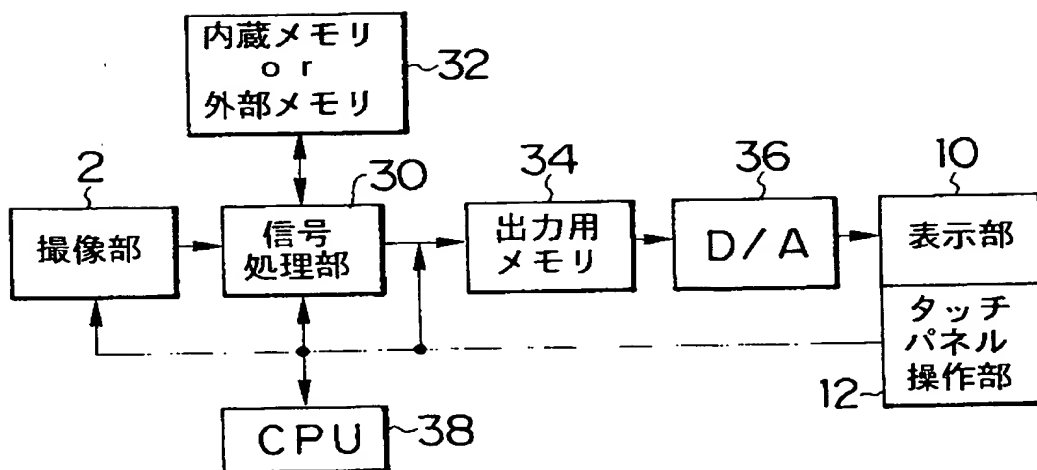 内蔵メモリ
or
外部メモリ
32
2
撮像部
30
信号
処理部
34
出力用
メモリ
36
D/A
10
表示部
タッチ
パネル
操作部
12
CPU
38